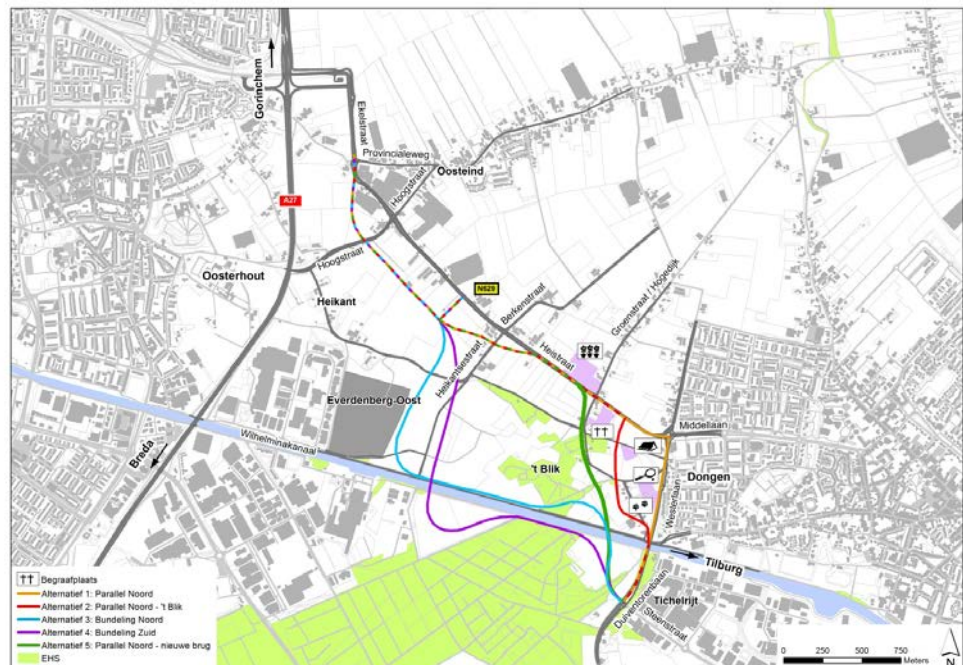 Gorinchem
Ekelstraat
Provincialeweg
Oosteind
Hoogstraat
A27
Hoogstraat
Oosterhout
Heikant
N629
Berkenstraat
Groenstraat / Hogedijk
Heikantsestraat
Heistraat
Everdenberg-Oost
Middellaan
Breda
Wilhelminakanaal
't Blik
Dongen
Westerlaan
Tilburg
Tichelrijt
Duiventorenbaan
Steenstraat
Begraafplaats
Alternatief 1: Parallel Noord
Alternatief 2: Parallel Noord - 't Blik
Alternatief 3: Bundeling Noord
Alternatief 4: Bundeling Zuid
Alternatief 5: Parallel Noord - nieuwe brug
EHS
0 250 500 750
Meters
N